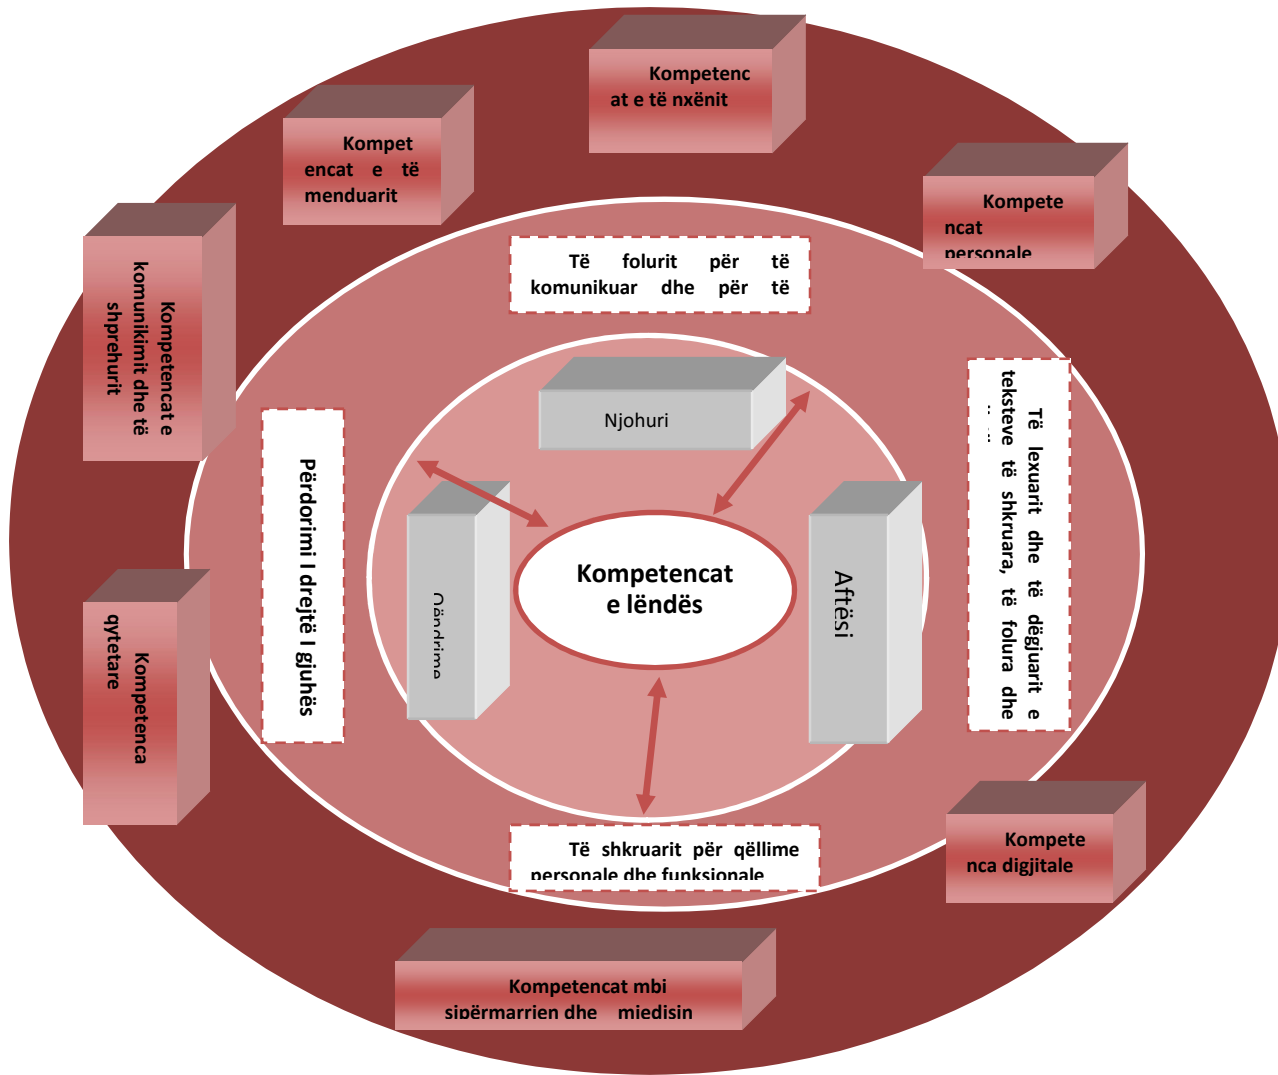 Kompetenc
at e të nxënit
Kompet
encat e të
menduarit
Kompete
ncat
personale
Kompetencat e
komunikimit dhe të
shprehurit
Të folurit për të
komunikuar dhe për të
Të lexuarit dhe të dëgjuarit e
teksteve të shkruara, të folura dhe
Njohuri
Përdorimi I drejtë I gjuhës
Qëndrime
Kompetencat
e lëndës
Aftësi
Kompetenca
qytetare
Të shkruarit për qëllime
personale dhe funksionale
Kompete
nca digjitale
Kompetencat mbi
sipërmarrien dhe mjedisin